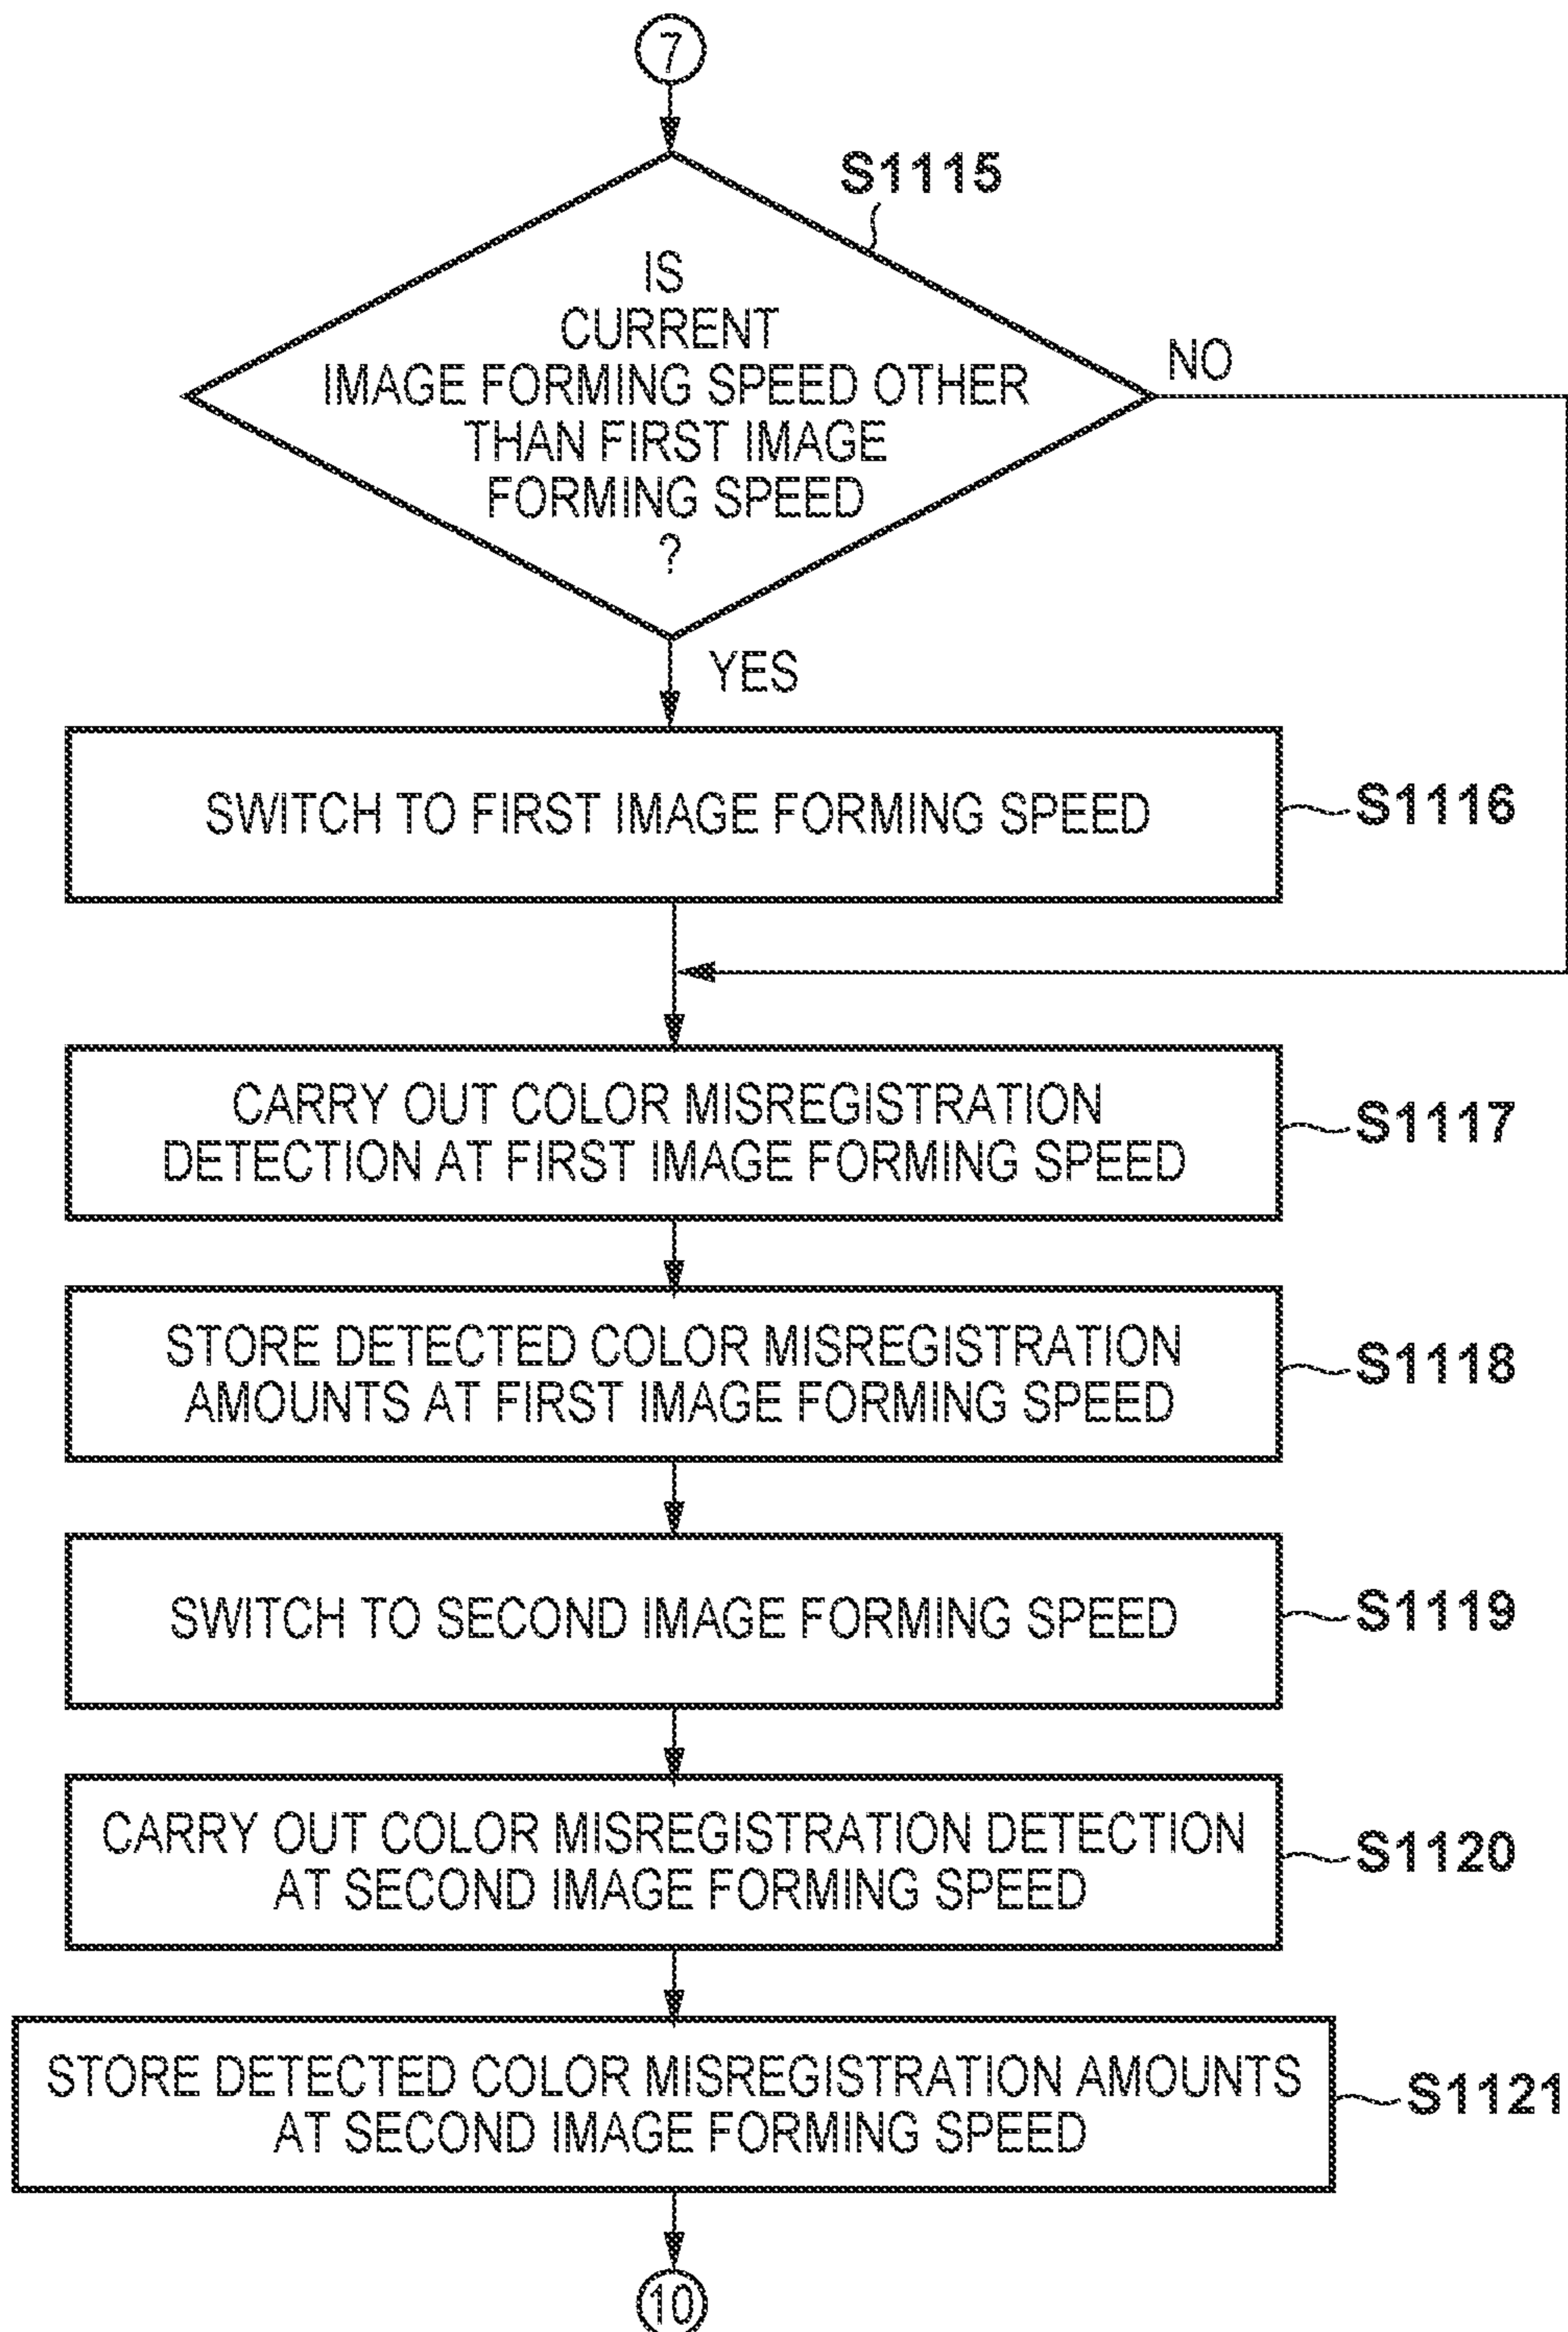 7
S1115
IS
CURRENT
IMAGE FORMING SPEED OTHER
THAN FIRST IMAGE
FORMING SPEED
?
NO
YES
SWITCH TO FIRST IMAGE FORMING SPEED
S1116
CARRY OUT COLOR MISREGISTRATION
DETECTION AT FIRST IMAGE FORMING SPEED
S1117
STORE DETECTED COLOR MISREGISTRATION
AMOUNTS AT FIRST IMAGE FORMING SPEED
S1118
SWITCH TO SECOND IMAGE FORMING SPEED
S1119
CARRY OUT COLOR MISREGISTRATION DETECTION
AT SECOND IMAGE FORMING SPEED
S1120
STORE DETECTED COLOR MISREGISTRATION AMOUNTS
AT SECOND IMAGE FORMING SPEED
S1121
10